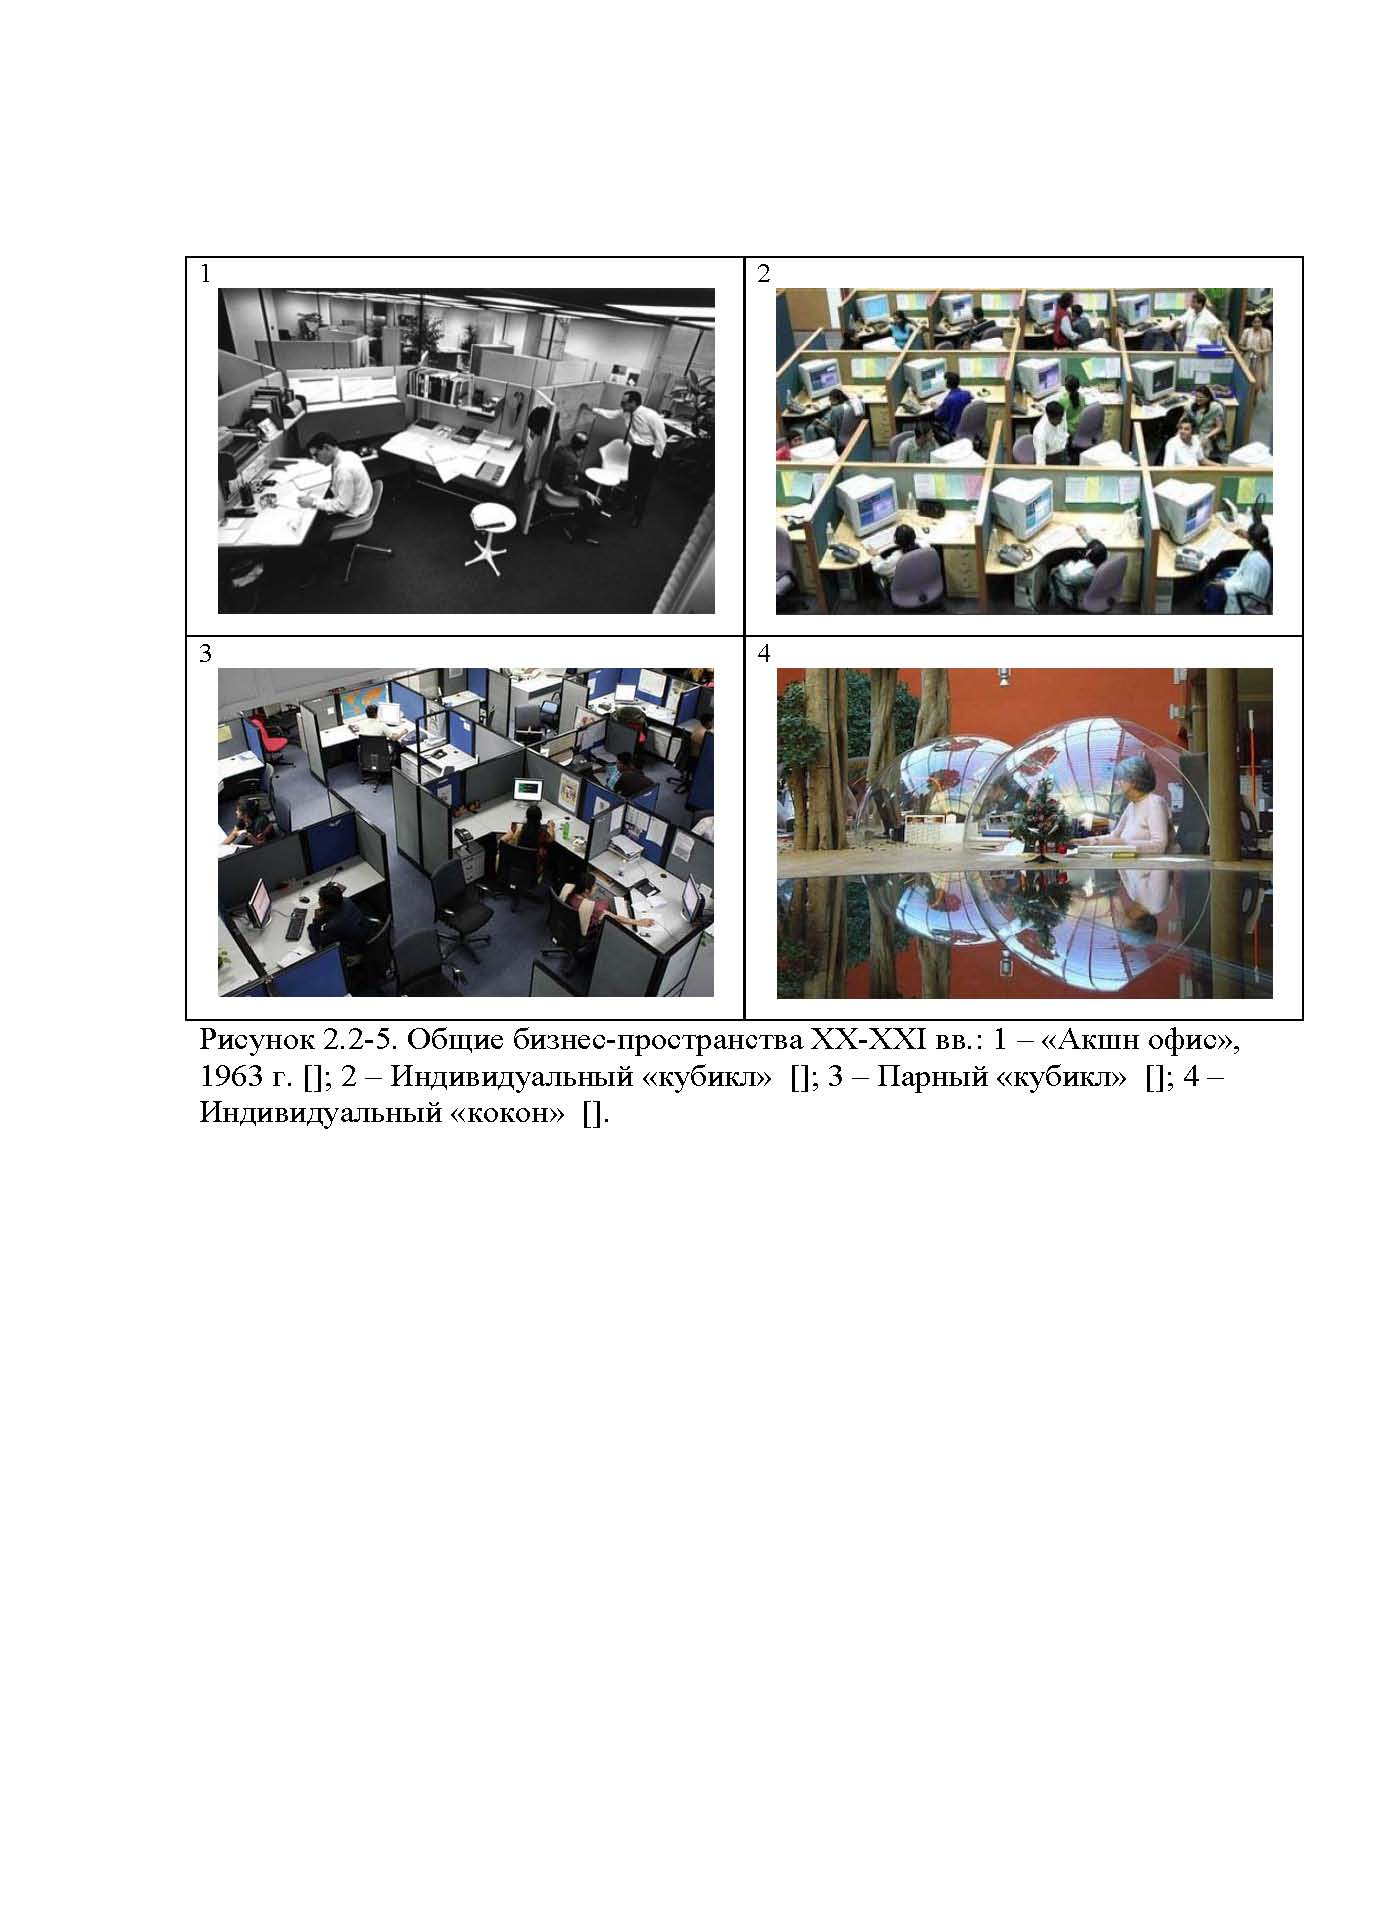 1
2
3
4
Рисунок 2.2-5. Общие бизнес-пространства XX-XXI вв.: 1 – «Акшн офис»,
1963 г. []; 2 – Индивидуальный «кубикл» []; 3 – Парный «кубикл» []; 4 –
Индивидуальный «кокон» [].